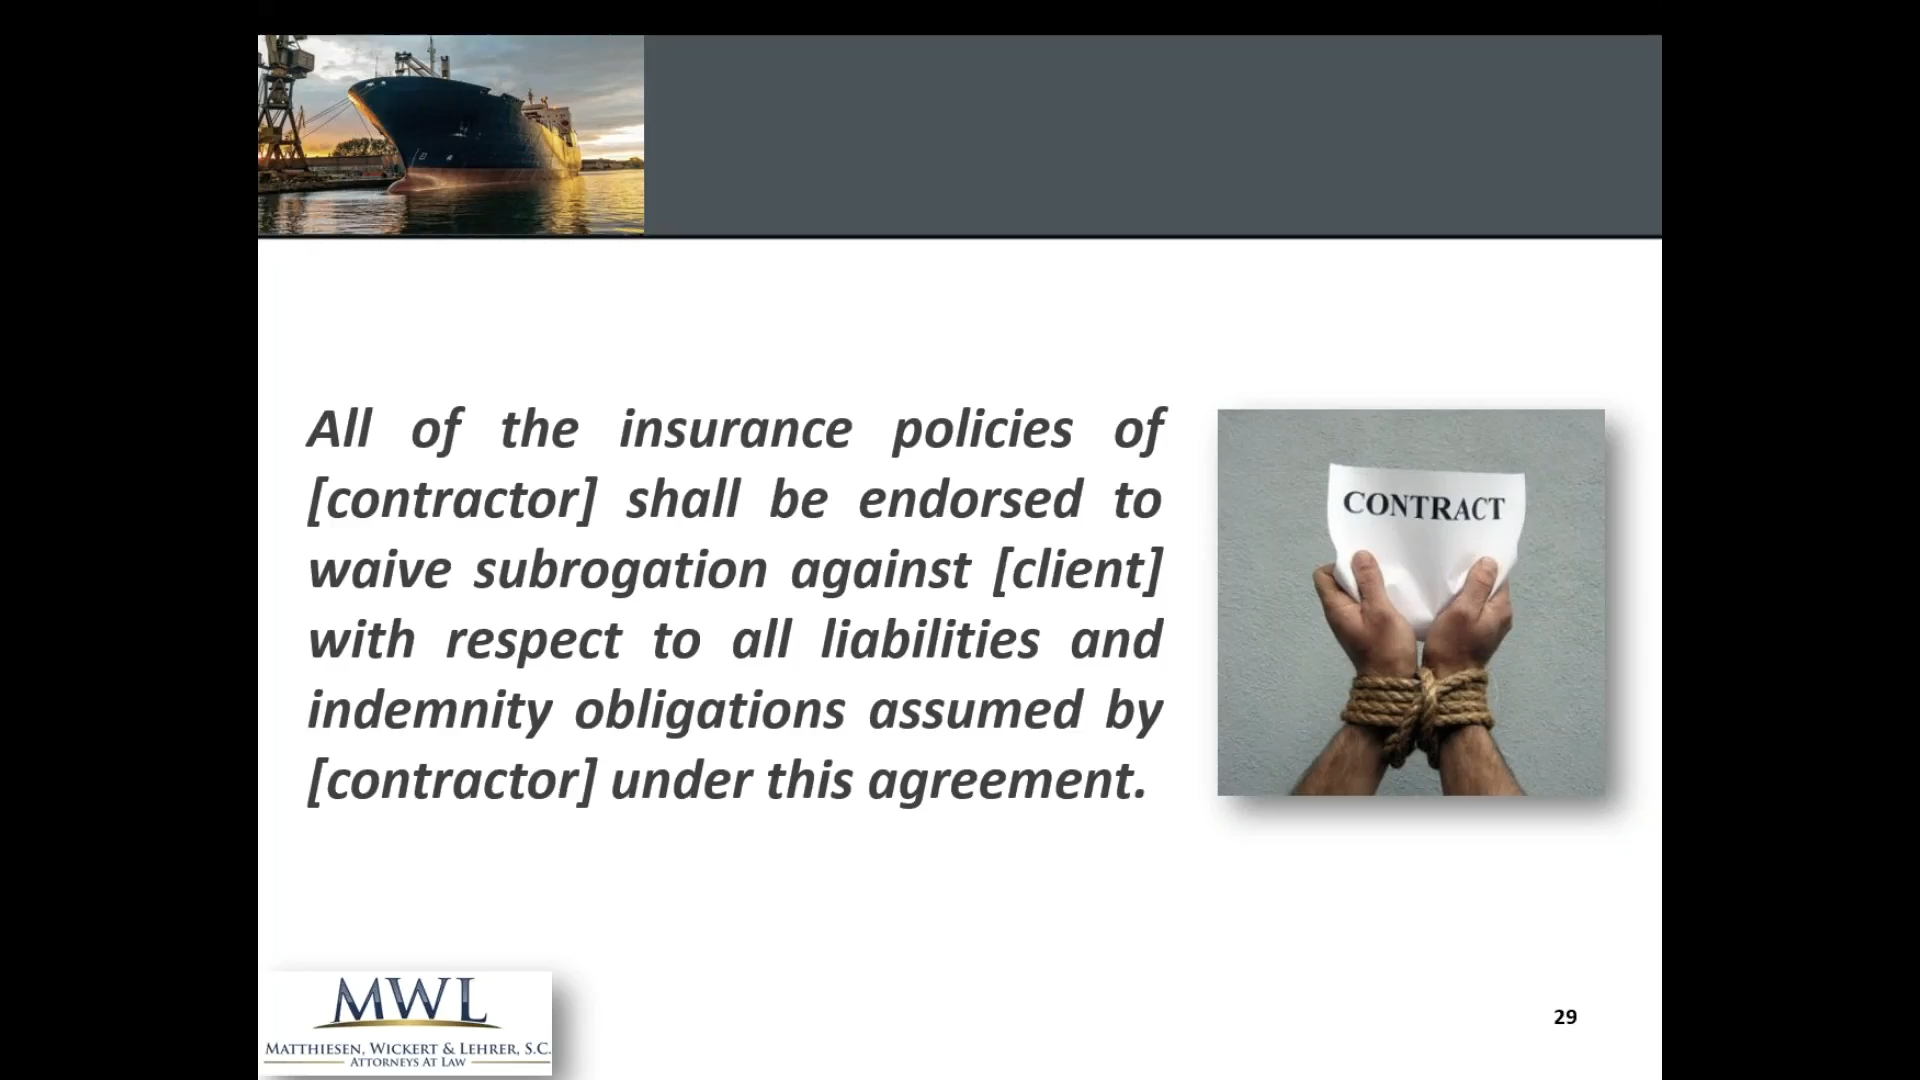 All of the insurance policies of
[contractor] shall be endorsed to
waive subrogation against [client]
with respect to all liabilities and
indemnity obligations assumed by
[contractor] under this agreement.
CONTRACT
MWL
MATTHIESEN, WICKERT & LEHRER, S.C.
ATTORNEYS AT LAW
29